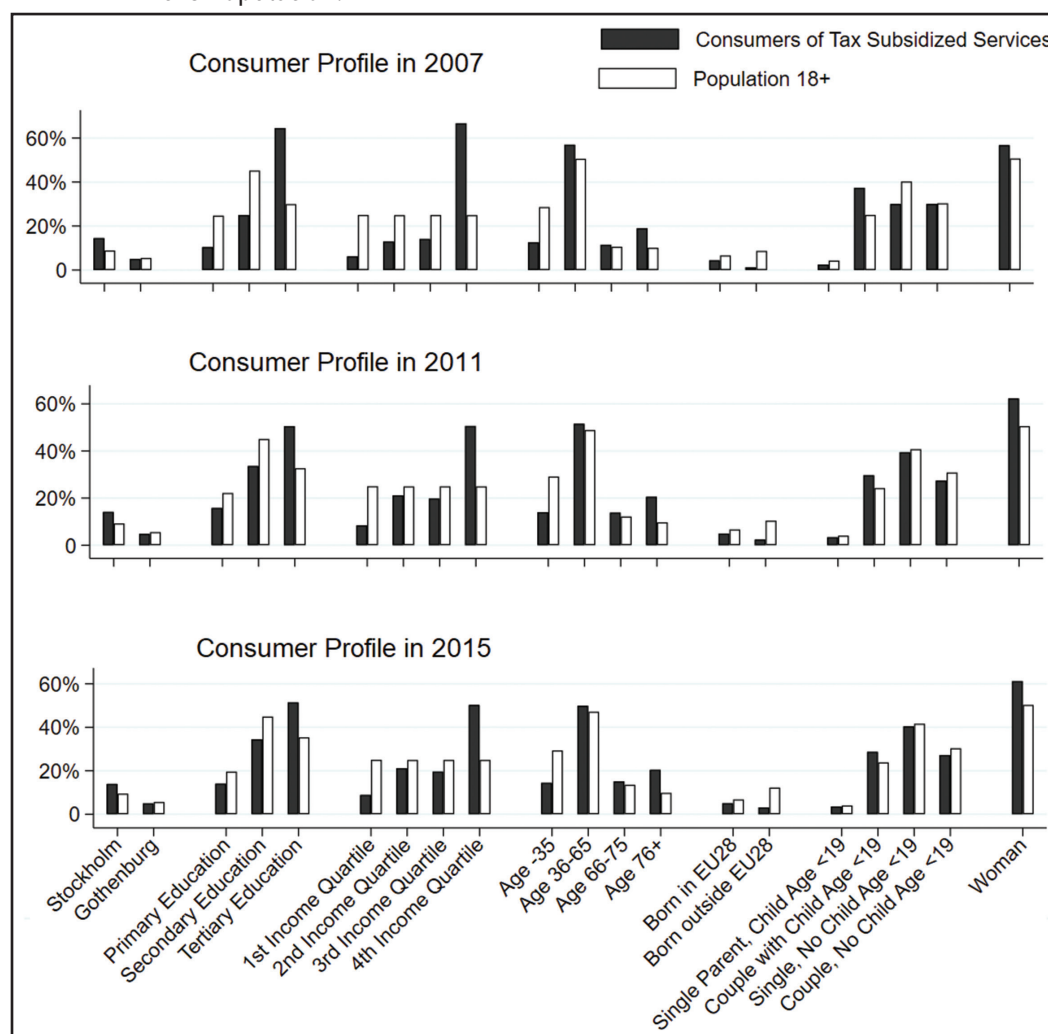 Consumers of Tax Subsidized Services
Population 18+
Consumer Profile in 2007
60%
40%
20%
0
Consumer Profile in 2011
60%
40%
20%
0
Consumer Profile in 2015
60%
40%
20%
0
Stockholm
Gothenburg
Primary Education
Secondary Education
Tertiary Education
1st Income Quartile
2nd Income Quartile
3rd Income Quartile
4th Income Quartile
Age -35
Age 36-65
Age 66-75
Age 76+
Born in EU28
Born outside EU28
Single Parent, Child Age <19
Couple with Child Age <19
Single, No Child Age <19
Couple, No Child Age <19
Woman